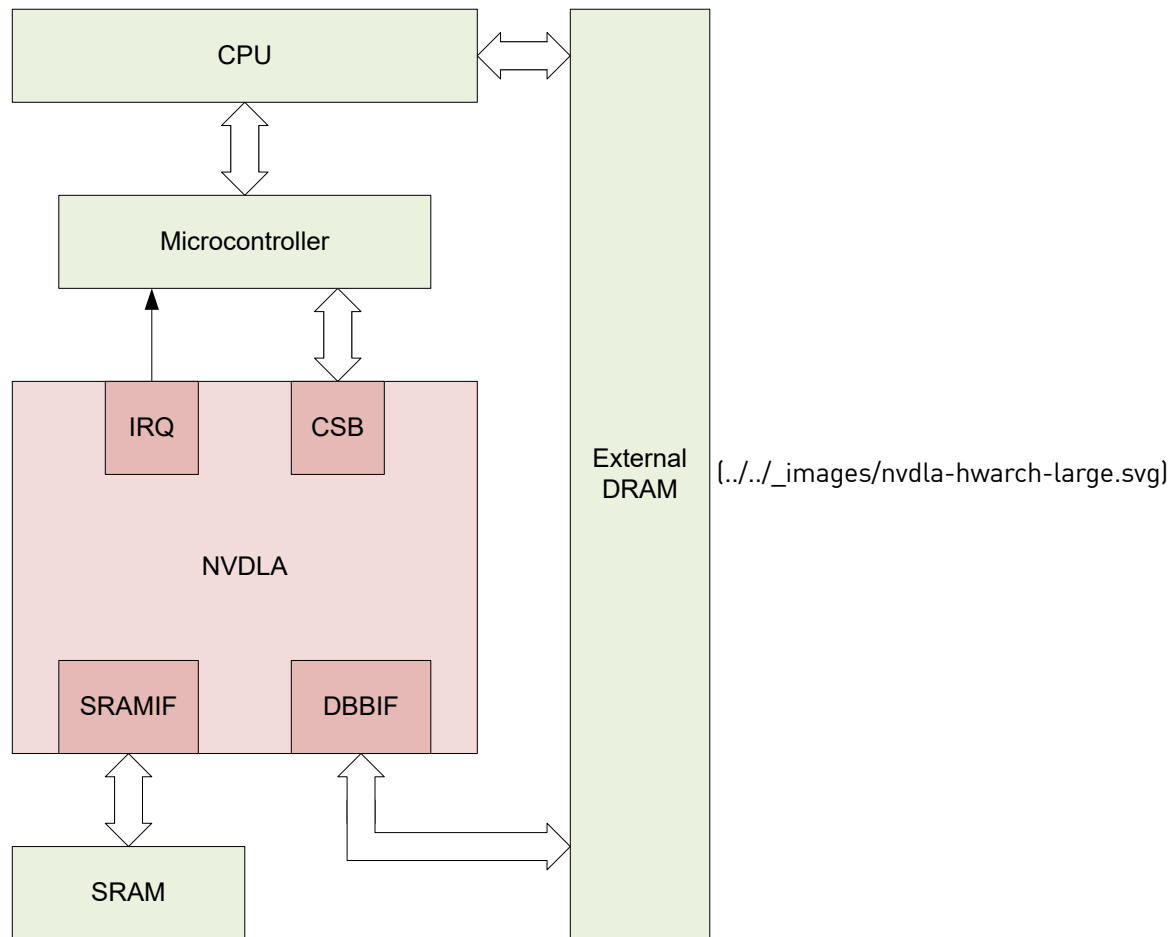 CPU
Microcontroller
IRQ
CSB
External
DRAM
(../../_images/nvdla-hwarch-large.svg)
NVDLA
SRAMIF
DBBIF
SRAM